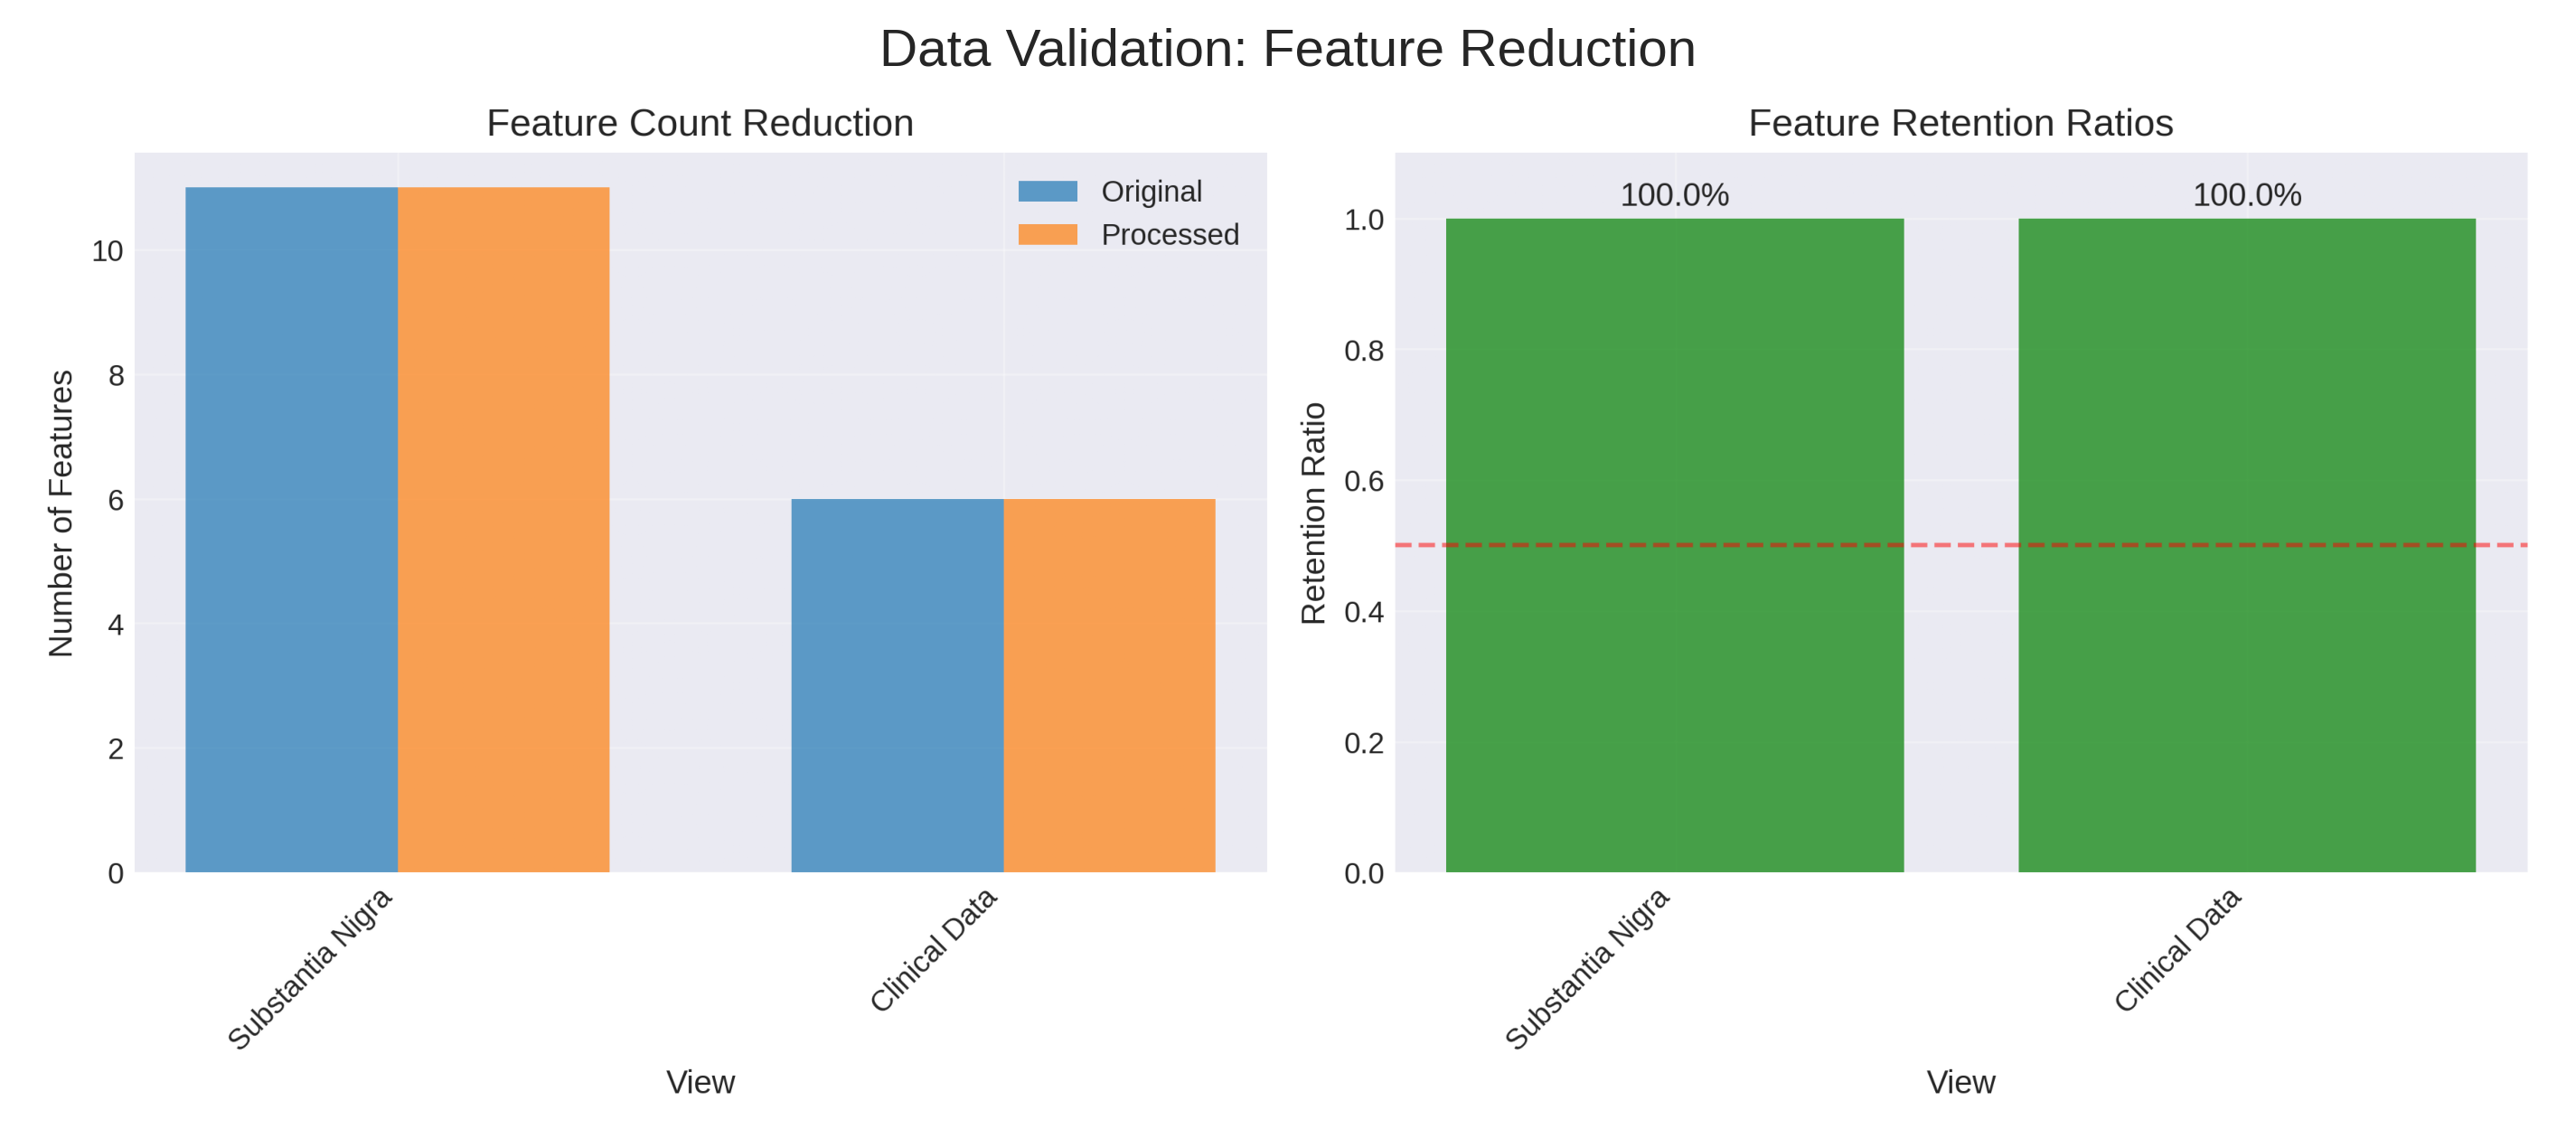 Data Validation: Feature Reduction
Feature Count Reduction
Number of Features
10
8
6
4
2
0
Original
Processed
Substantia Nigra
Clinical Data
View
Feature Retention Ratios
Retention Ratio
1.0
0.8
0.6
0.4
0.2
0.0
100.0%
100.0%
Substantia Nigra
Clinical Data
View